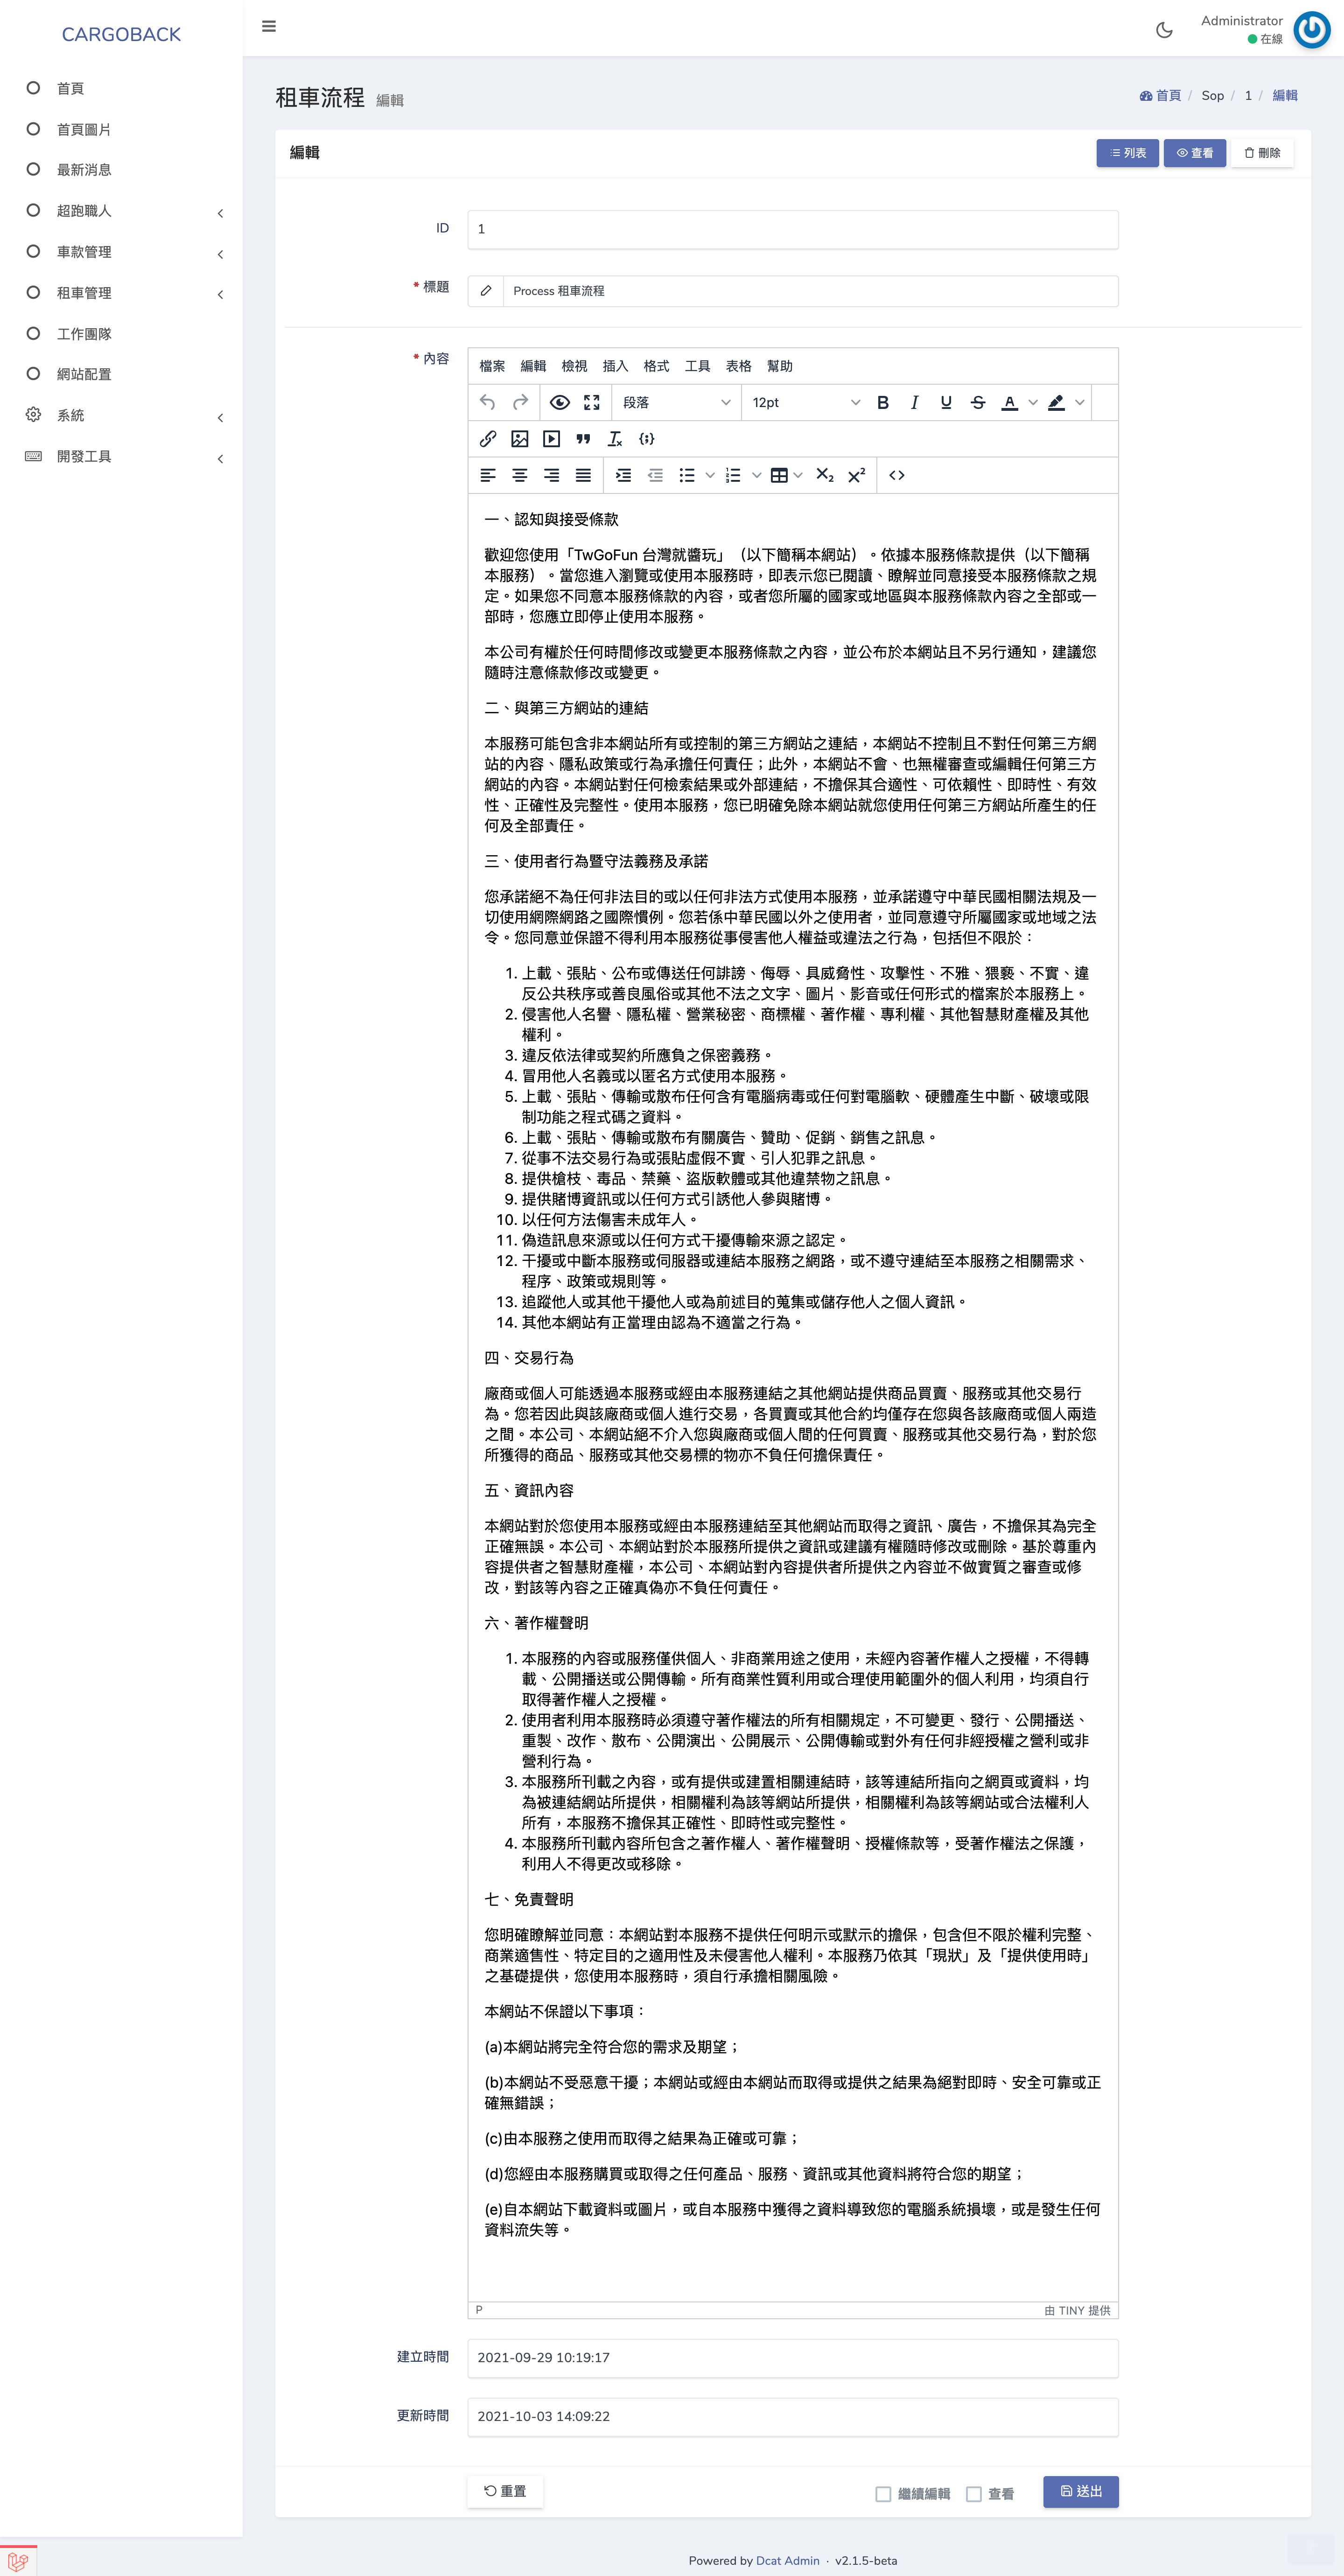 CARGOBACK
Administrator
在線
首頁
首頁圖片
最新消息
超跑職人
車款管理
租車管理
工作團隊
網站配置
系統
開發工具
租車流程 編輯
首頁 / Sop / 1 / 編輯
編輯
列表 查看 刪除
ID 1
* 標題 Process 租車流程
* 內容
檔案 編輯 檢視 插入 格式 工具 表格 幫助
段落 12pt
一、認知與接受條款
歡迎您使用「TwGoFun 台灣就醬玩」（以下簡稱本網站）。依據本服務條款提供（以下簡稱
本服務）。當您進入瀏覽或使用本服務時，即表示您已閱讀、瞭解並同意接受本服務條款之規
定。如果您不同意本服務條款的內容，或者您所屬的國家或地區與本服務條款內容之全部或一
部時，您應立即停止使用本服務。
本公司有權於任何時間修改或變更本服務條款之內容，並公布於本網站且不另行通知，建議您
隨時注意條款修改或變更。
二、與第三方網站的連結
本服務可能包含非本網站所有或控制的第三方網站之連結，本網站不控制且不對任何第三方網
站的內容、隱私政策或行為承擔任何責任；此外，本網站不會、也無權審查或編輯任何第三方
網站的內容。本網站對任何檢索結果或外部連結，不擔保其合適性、可依賴性、即時性、有效
性、正確性及完整性。使用本服務，您已明確免除本網站就您使用任何第三方網站所產生的任
何及全部責任。
三、使用者行為暨守法義務及承諾
您承諾絕不為任何非法目的或以任何非法方式使用本服務，並承諾遵守中華民國相關法規及一
切使用網際網路之國際慣例。您若係中華民國以外之使用者，並同意遵守所屬國家或地域之法
令。您同意並保證不得利用本服務從事侵害他人權益或違法之行為，包括但不限於：
1. 上載、張貼、公布或傳送任何誹謗、侮辱、具威脅性、攻擊性、不雅、猥褻、不實、違
反公共秩序或善良風俗或其他不法之文字、圖片、影音或任何形式的檔案於本服務上。
2. 侵害他人名譽、隱私權、營業秘密、商標權、著作權、專利權、其他智慧財產權及其他
權利。
3. 違反依法律或契約所應負之保密義務。
4. 冒用他人名義或以匿名方式使用本服務。
5. 上載、張貼、傳輸或散布任何含有電腦病毒或任何對電腦軟、硬體產生中斷、破壞或限
制功能之程式碼之資料。
6. 上載、張貼、傳輸或散布有關廣告、贊助、促銷、銷售之訊息。
7. 從事不法交易行為或張貼虛假不實、引人犯罪之訊息。
8. 提供槍枝、毒品、禁藥、盜版軟體或其他違禁物之訊息。
9. 提供賭博資訊或以任何方式引誘他人參與賭博。
10. 以任何方法傷害未成年人。
11. 偽造訊息來源或以任何方式干擾傳輸來源之認定。
12. 干擾或中斷本服務或伺服器或連結本服務之網路，或不遵守連結至本服務之相關需求、
程序、政策或規則等。
13. 追蹤他人或其他干擾他人或為前述目的蒐集或儲存他人之個人資訊。
14. 其他本網站有正當理由認為不適當之行為。
四、交易行為
廠商或個人可能透過本服務或經由本服務連結之其他網站提供商品買賣、服務或其他交易行
為。您若因此與該廠商或個人進行交易，各買賣或其他合約均僅存在您與各該廠商或個人兩造
之間。本公司、本網站絕不介入您與廠商或個人間的任何買賣、服務或其他交易行為，對於您
所獲得的商品、服務或其他交易標的物亦不負任何擔保責任。
五、資訊內容
本網站對於您使用本服務或經由本服務連結至其他網站而取得之資訊、廣告，不擔保其為完全
正確無誤。本公司、本網站對於本服務所提供之資訊或建議有權隨時修改或刪除。基於尊重內
容提供者之智慧財產權，本公司、本網站對內容提供者所提供之內容並不做實質之審查或修
改，對該等內容之正確真偽亦不負任何責任。
六、著作權聲明
1. 本服務的內容或服務僅供個人、非商業用途之使用，未經內容著作權人之授權，不得轉
載、公開播送或公開傳輸。所有商業性質利用或合理使用範圍外的個人利用，均須自行
取得著作權人之授權。
2. 使用者利用本服務時必須遵守著作權法的所有相關規定，不可變更、發行、公開播送、
重製、改作、散布、公開演出、公開展示、公開傳輸或對外有任何非經授權之營利或非
營利行為。
3. 本服務所刊載之內容，或有提供或建置相關連結時，該等連結所指向之網頁或資料，均
為被連結網站所提供，相關權利為該等網站所提供，相關權利為該等網站或合法權利人
所有，本服務不擔保其正確性、即時性或完整性。
4. 本服務所刊載內容所包含之著作權人、著作權聲明、授權條款等，受著作權法之保護，
利用人不得更改或移除。
七、免責聲明
您明確瞭解並同意：本網站對本服務不提供任何明示或默示的擔保，包含但不限於權利完整、
商業適售性、特定目的之適用性及未侵害他人權利。本服務乃依其「現狀」及「提供使用時」
之基礎提供，您使用本服務時，須自行承擔相關風險。
本網站不保證以下事項：
(a)本網站將完全符合您的需求及期望；
(b)本網站不受惡意干擾；本網站或經由本網站而取得或提供之結果為絕對即時、安全可靠或正
確無錯誤；
(c)由本服務之使用而取得之結果為正確或可靠；
(d)您經由本服務購買或取得之任何產品、服務、資訊或其他資料將符合您的期望；
(e)自本網站下載資料或圖片，或自本服務中獲得之資料導致您的電腦系統損壞，或是發生任何
資料流失等。
P 由 TINY 提供
建立時間 2021-09-29 10:19:17
更新時間 2021-10-03 14:09:22
重置 繼續編輯 查看 送出
Powered by Dcat Admin · v2.1.5-beta